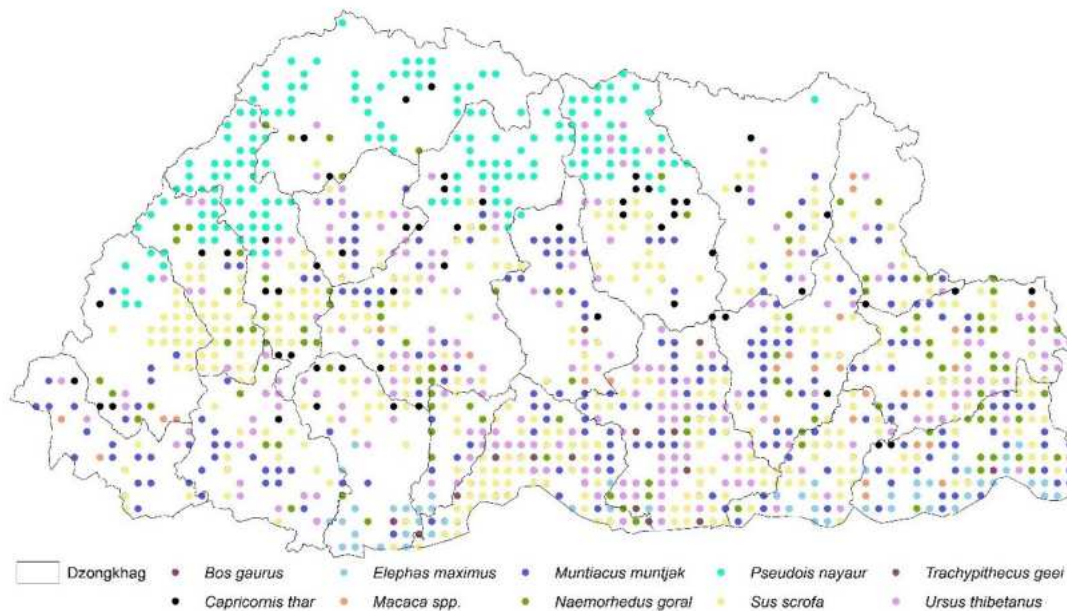 Dzongkhag Bos gaurus Elephas maximus Muntiacus muntjak Pseudois nayaur Trachypithecus geei
Capricornis thar Macaca spp. Naemorhedus goral Sus scrofa Ursus thibetanus